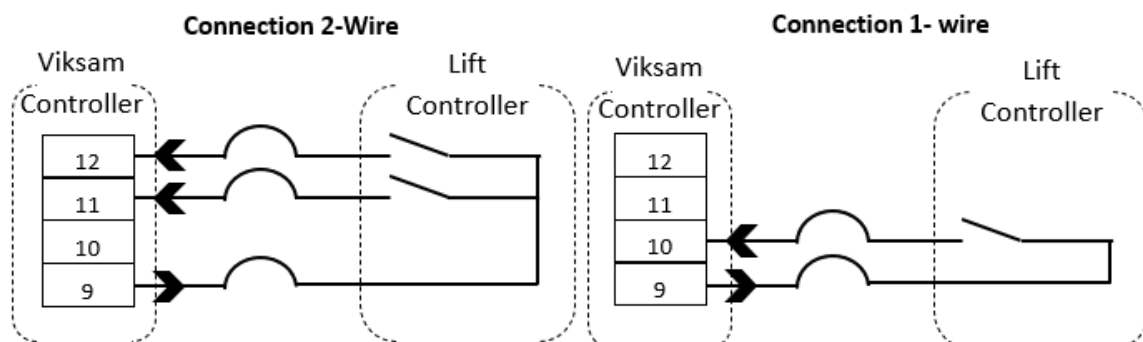 Connection 2-Wire
Viksam
Controller
Lift
Controller
12
11
10
9
Connection 1- wire
Viksam
Controller
Lift
Controller
12
11
10
9